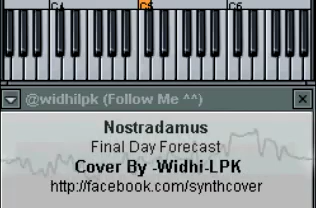 C4 C5 C6
@widhilpk (Follow Me ^^)
Nostradamus
Final Day Forecast
Cover By -Widhi-LPK
http://facebook.com/synthcover